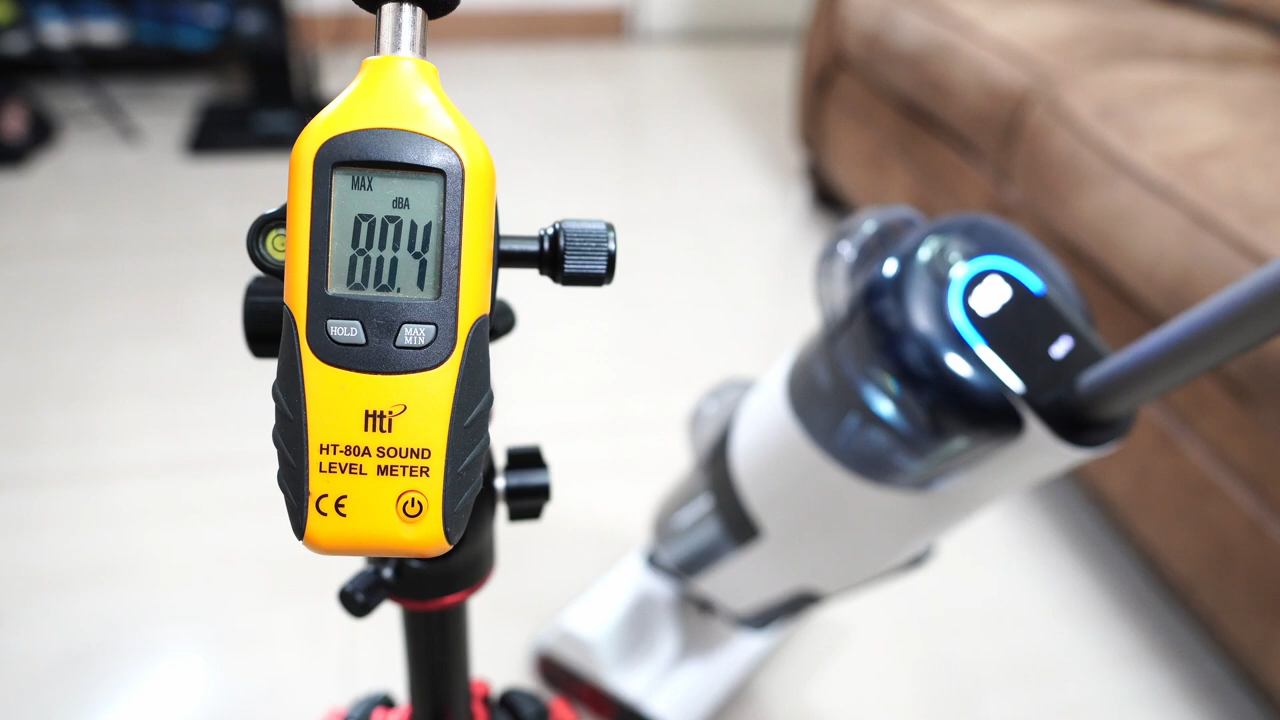 MAX
dBA
80.4
HOLD
MAX
MIN
Hti
HT-80A SOUND
LEVEL METER
CE